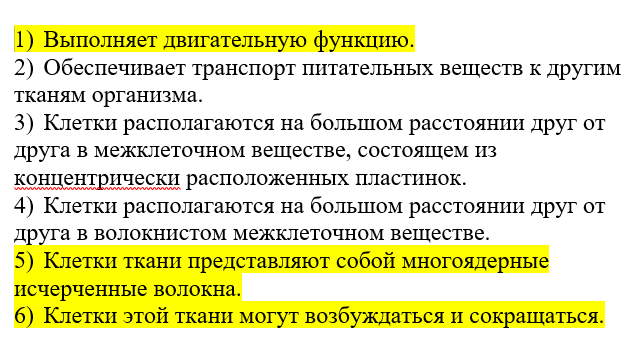 1) Выполняет двигательную функцию.
2) Обеспечивает транспорт питательных веществ к другим
тканям организма.
3) Клетки располагаются на большом расстоянии друг от
друга в межклеточном веществе, состоящем из
концентрически расположенных пластинок.
4) Клетки располагаются на большом расстоянии друг от
друга в волокнистом межклеточном веществе.
5) Клетки ткани представляют собой многоядерные
исчерченные волокна.
6) Клетки этой ткани могут возбуждаться и сокращаться.